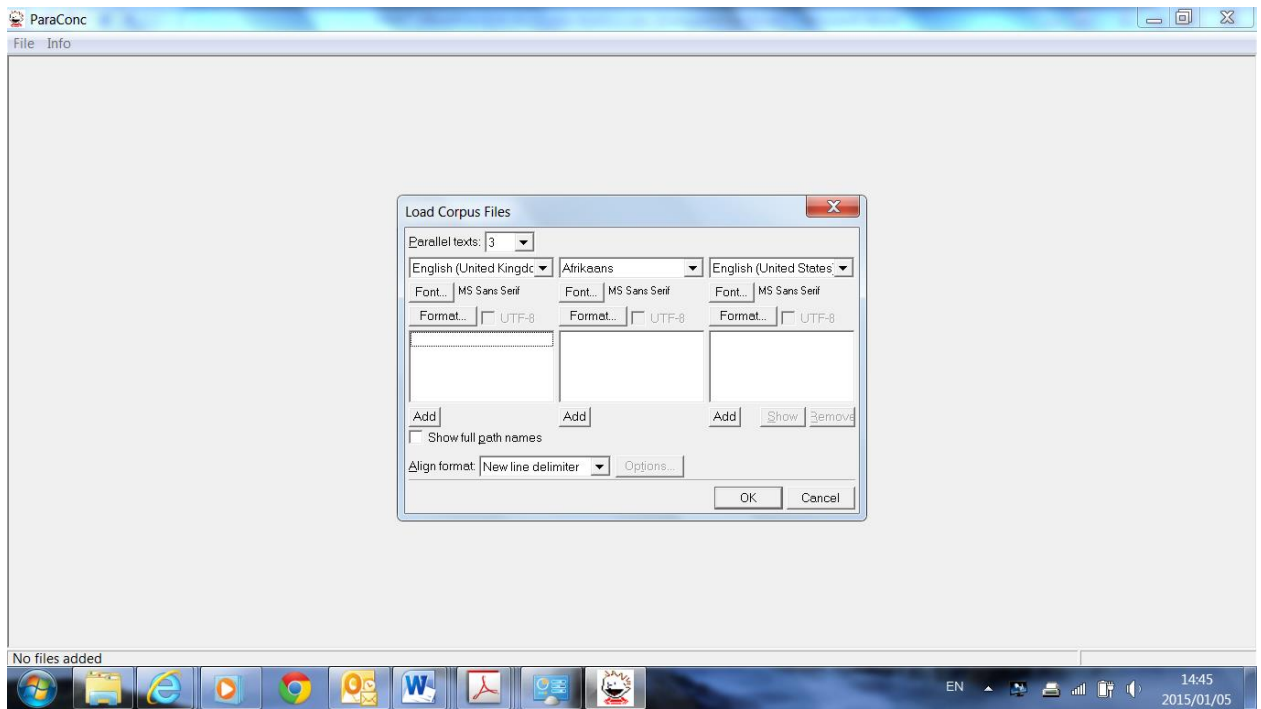 ParaConc
File Info
Load Corpus Files
Parallel texts: 3
English (United Kingdc Afrikaans English (United States)
Font... MS Sans Serif Font... MS Sans Serif Font... MS Sans Serif
Format... UTF-8 Format... UTF-8 Format... UTF-8
Add Add Add Show Remove
Show full path names
Align format: New line delimiter Options...
OK Cancel
No files added
EN 14:45
2015/01/05